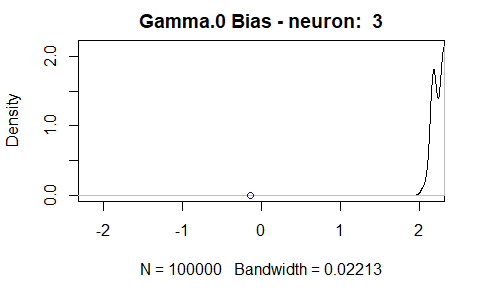 Gamma.0 Bias - neuron:  3
Density
2.0
1.0
0.0
-2
-1
0
1
2
N = 100000   Bandwidth = 0.02213